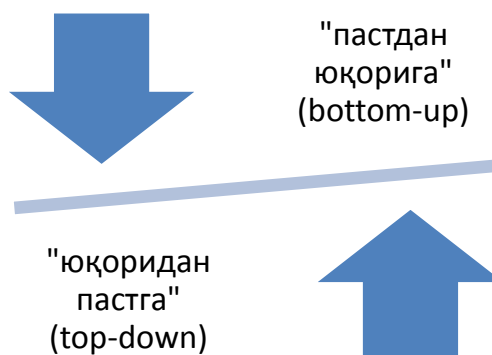 "пастдан
юқорига"
(bottom-up)
"юқоридан
пастга"
(top-down)